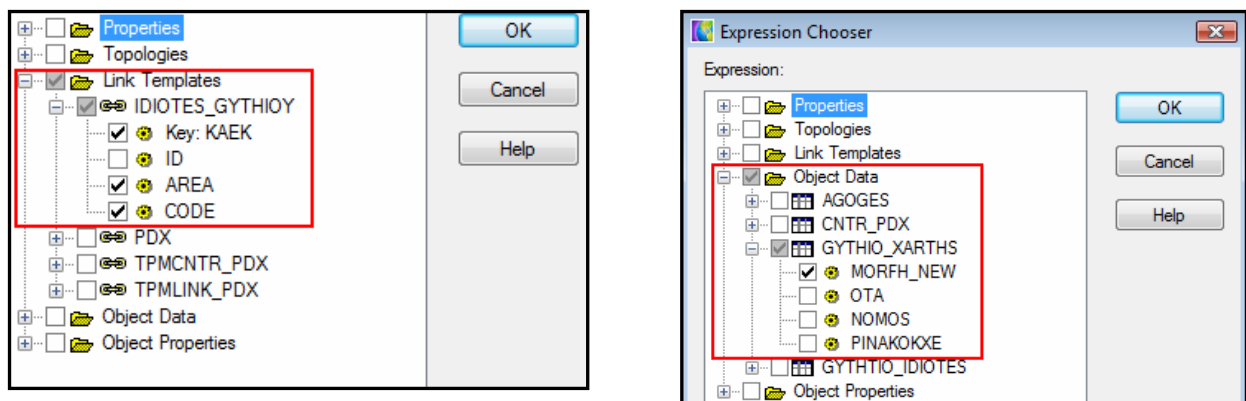 Properties
Topologies
Link Templates
IDIOTES_GYTHIOY
Key: KAEK
ID
AREA
CODE
PDX
TPMCNTR_PDX
TPMLINK_PDX
Object Data
Object Properties
OK
Cancel
Help
Expression Chooser
Expression:
Properties
Topologies
Link Templates
Object Data
AGOGES
CNTR_PDX
GYTHIO_XARTHS
MORFH_NEW
OTA
NOMOS
PINAKOKXE
GYTHTIO_IDIOTES
Object Properties
OK
Cancel
Help